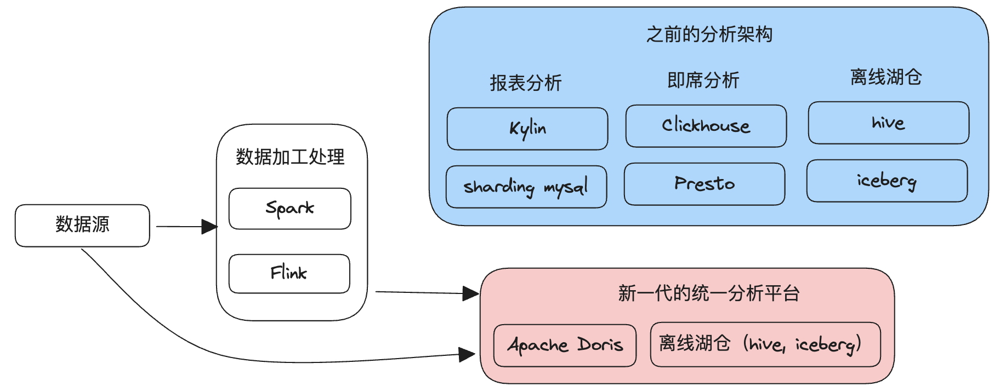 之前的分析架构
报表分析
即席分析
离线湖仓
Kylin
Clickhouse
hive
sharding mysql
Presto
iceberg
数据加工处理
Spark
Flink
数据源
新一代的统一分析平台
Apache Doris
离线湖仓（hive, iceberg）